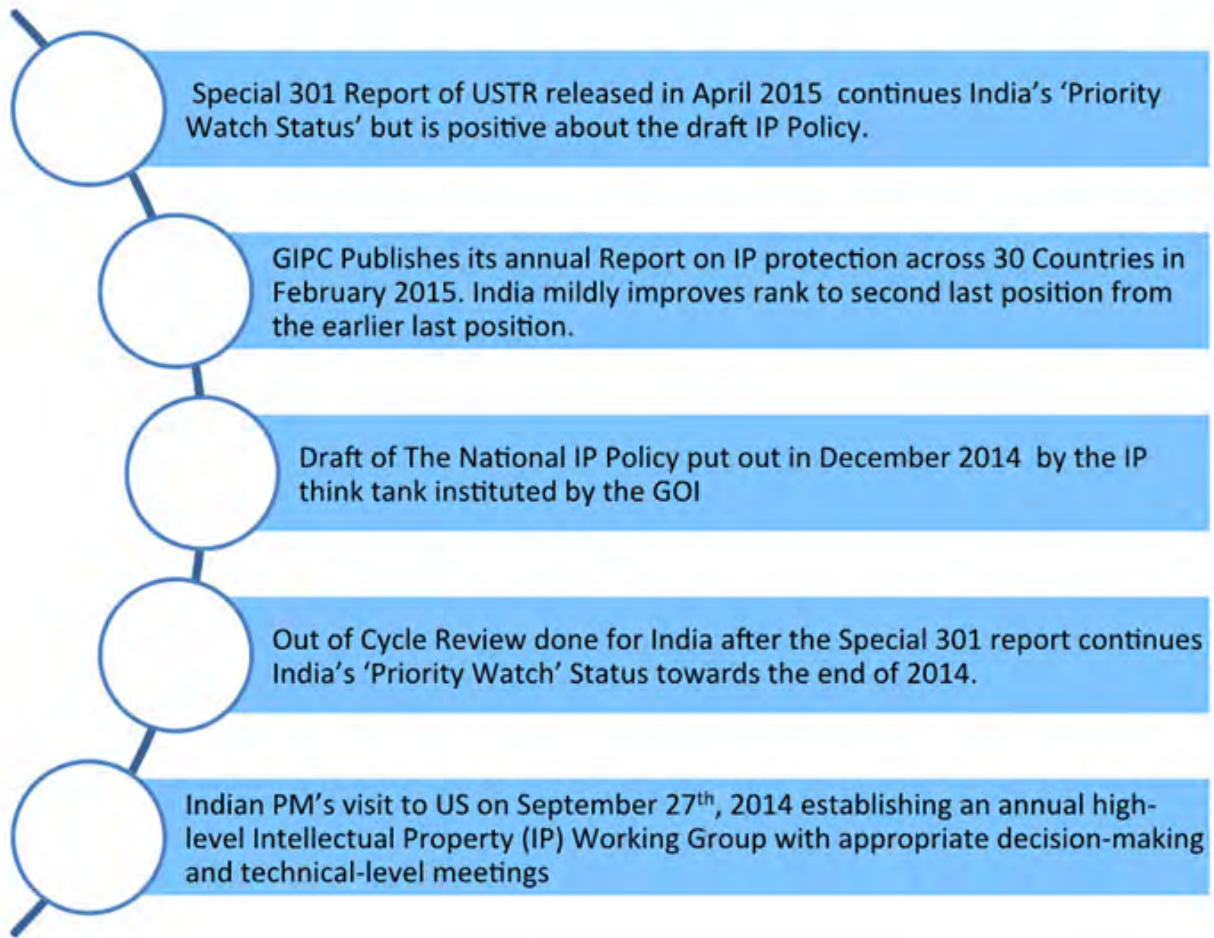 Special 301 Report of USTR released in April 2015 continues India’s ‘Priority
Watch Status’ but is positive about the draft IP Policy.
GIPC Publishes its annual Report on IP protection across 30 Countries in
February 2015. India mildly improves rank to second last position from
the earlier last position.
Draft of The National IP Policy put out in December 2014 by the IP
think tank instituted by the GOI
Out of Cycle Review done for India after the Special 301 report continues
India’s ‘Priority Watch’ Status towards the end of 2014.
Indian PM’s visit to US on September 27th, 2014 establishing an annual high-
level Intellectual Property (IP) Working Group with appropriate decision-making
and technical-level meetings